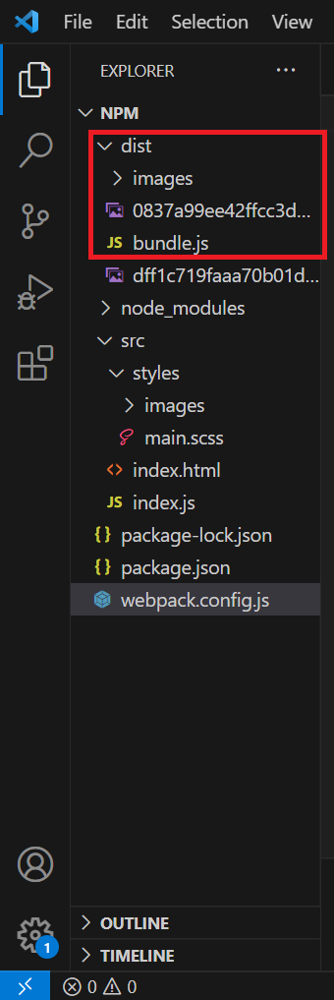 File Edit Selection View
EXPLORER ...
NPM
dist
images
0837a99ee42ffcc3d...
JS bundle.js
dff1c719faaa70b01d...
node_modules
src
styles
images
main.scss
<> index.html
JS index.js
{} package-lock.json
{} package.json
webpack.config.js
1
OUTLINE
TIMELINE
0 0